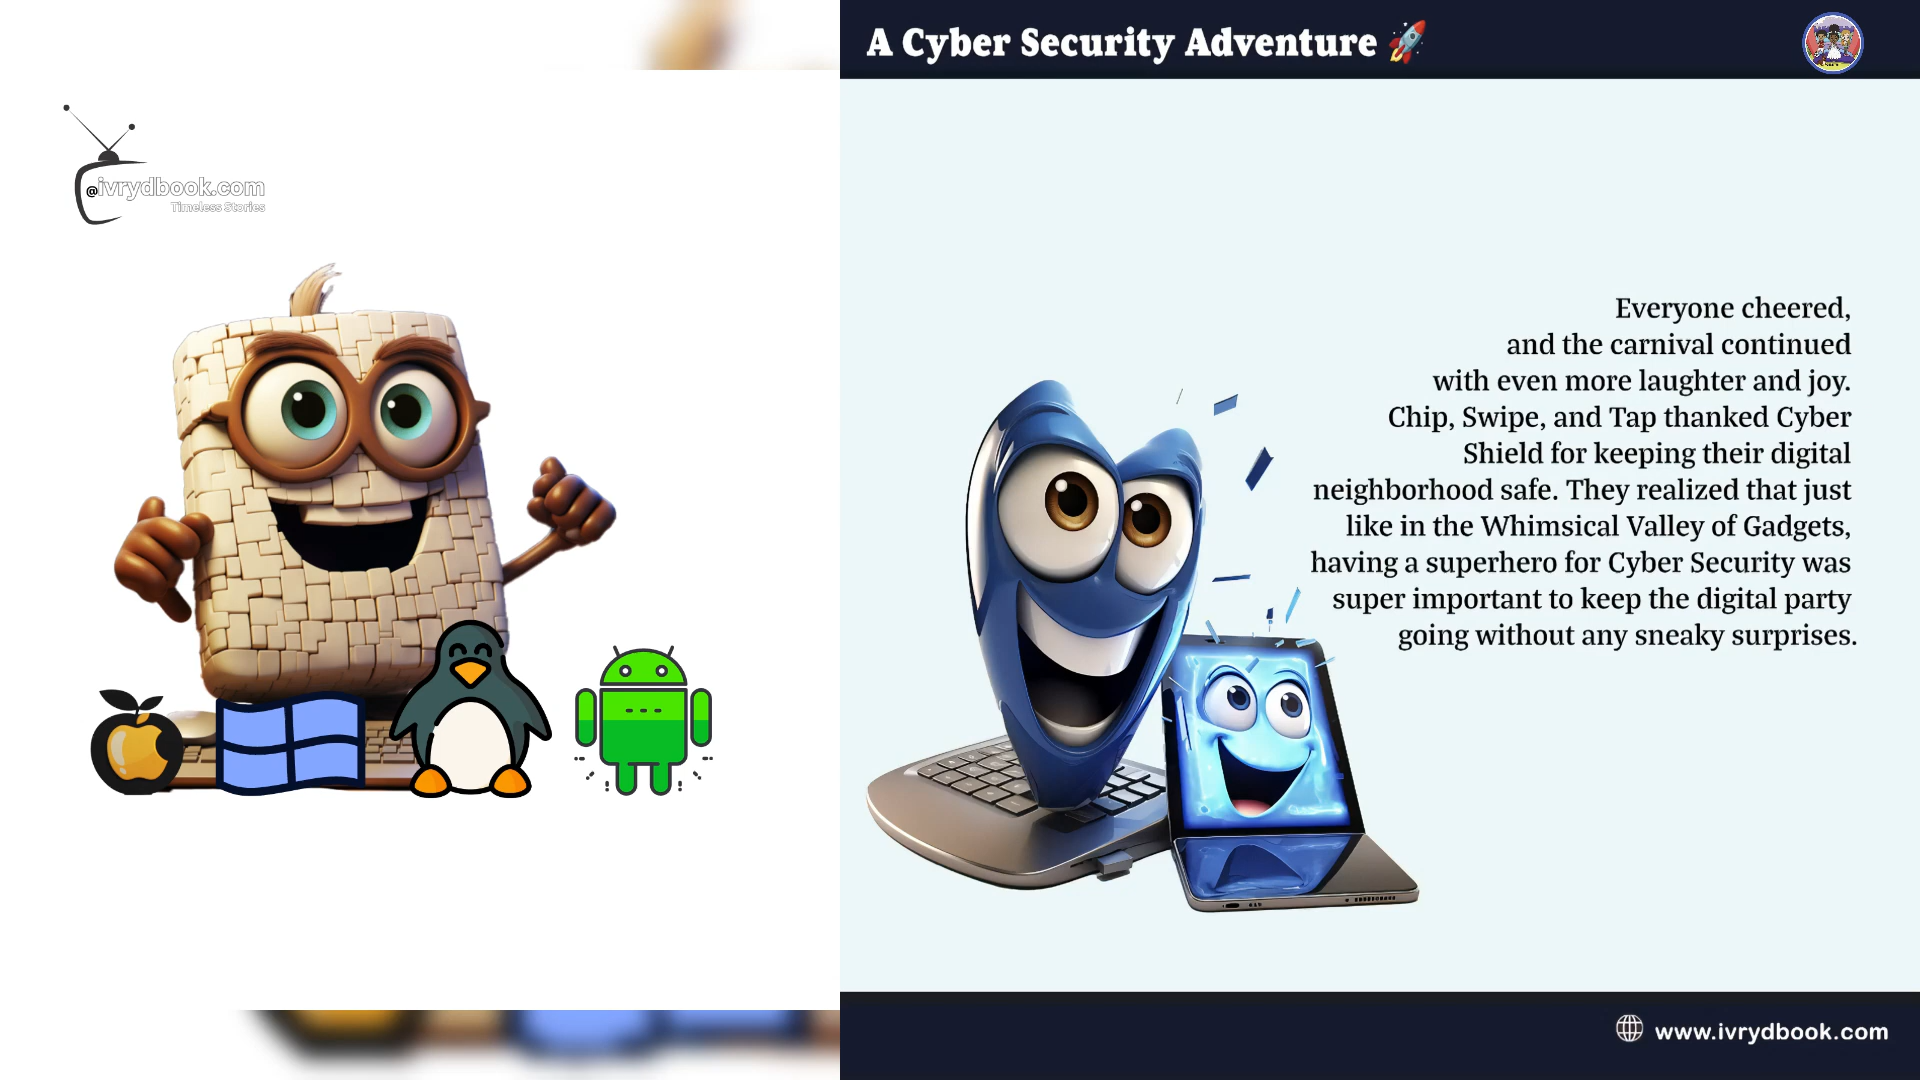 @ivrydbook.com
Timeless Stories
A Cyber Security Adventure 🚀
Everyone cheered,
and the carnival continued
with even more laughter and joy.
Chip, Swipe, and Tap thanked Cyber
Shield for keeping their digital
neighborhood safe. They realized that just
like in the Whimsical Valley of Gadgets,
having a superhero for Cyber Security was
super important to keep the digital party
going without any sneaky surprises.
www.ivrydbook.com